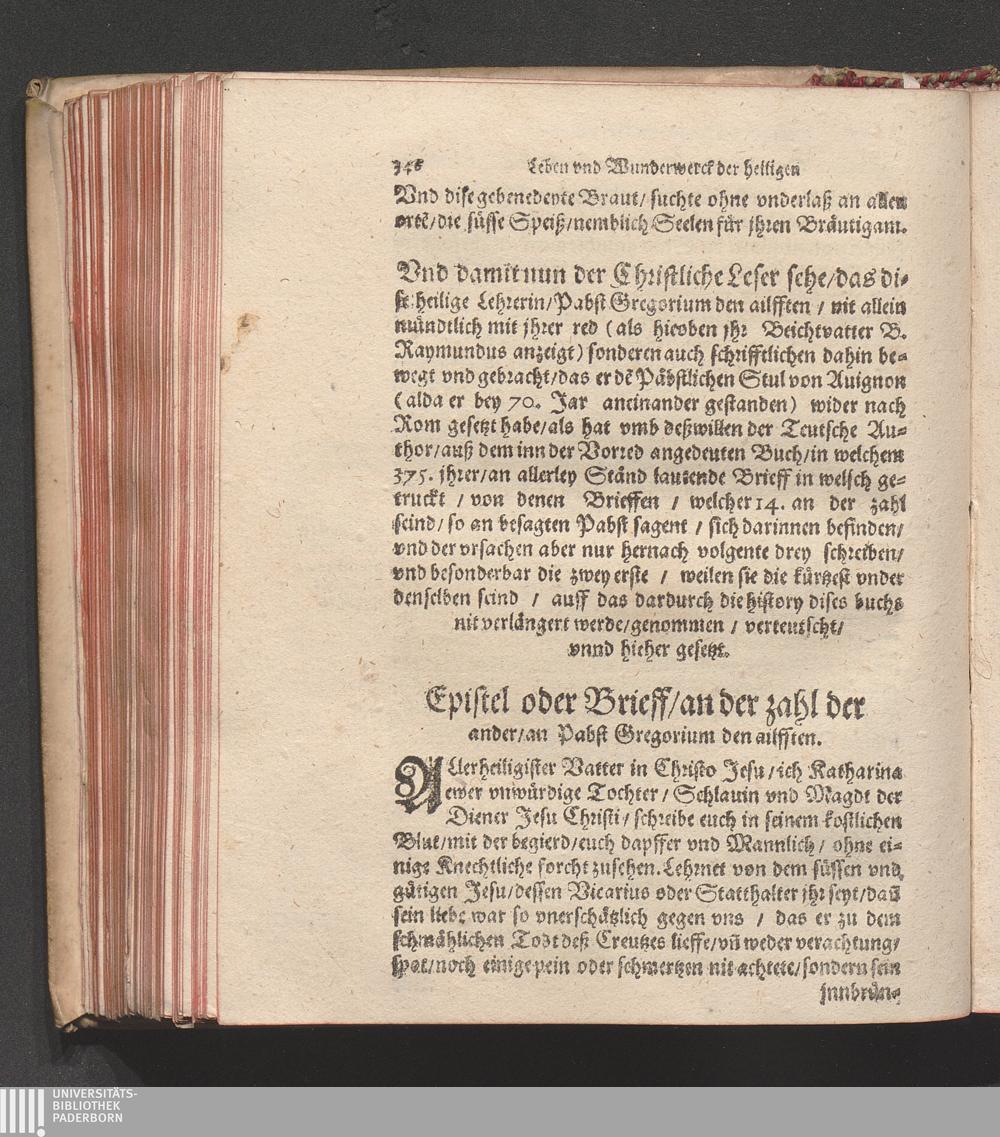 346 Leben vnd Wunderwerck der heiligen
Vnd dise gebenedeyte Braut/ suchte ohne vnderlaß an allen
ortē/die süsse Speiß/nemblich Seelen für jhren Bräutigam.
Vnd damit nun der Christliche Leser sehe/das di-
se heilige Lehrerin/Pabst Gregorium den ailfften / nit allein
mündtlich mit jhrer red (als hieoben jhr Beichtvatter B.
Raymundus anzeigt) sonderen auch schrifftlichen dahin be-
wegt vnd gebracht/das er dē Päbstlichen Stul von Auignon
(alda er bey 70. Jar aneinander gestanden) wider nach
Rom gesetzt habe/als hat vmb deßwillen der Teutsche Au-
thor/auß dem inn der Vorred angedeuten Buch/in welchem
375. jhrer/an allerley Ständ lautende Brieff in welsch ge-
truckt / von denen Brieffen / welcher 14. an der zahl
seind/ so an besagten Pabst sagent / sich darinnen befinden/
vnd der vrsachen aber nur hernach volgente drey schreiben/
vnd besonderbar die zwey erste / weilen sie die kürtzest vnder
denselben seind / auff das dardurch die history dises buchs
nit verlängert werde/genommen / verteutscht/
vnnd hieher gesetzt.
Epistel oder Brieff/an der zahl der
ander/an Pabst Gregorium den ailfften.
ALlerheiligister Vatter in Christo Jesu/ich Katharina
ewer vnwürdige Tochter/ Schlauin vnd Magdt der
Diener Jesu Christi/ schreibe euch in seinem kostlichen
Blut/mit der begierd/euch dapffer vnd Mannlich/ ohne ei-
nige Knechtliche forcht zusehen. Lehrnet von dem süssen vnd
gütigen Jesu/dessen Vicarius oder Statthalter jhr seyt/dañ
sein liebe war so vnerschätzlich gegen vns / das er zu dem
schmählichen Todt deß Creutzes lieffe/vñ weder verachtung/
spot/noch einige pein oder schmertzen nit achtete/sondern sein
jnnbrün-
UNIVERSITÄTS-
BIBLIOTHEK
PADERBORN